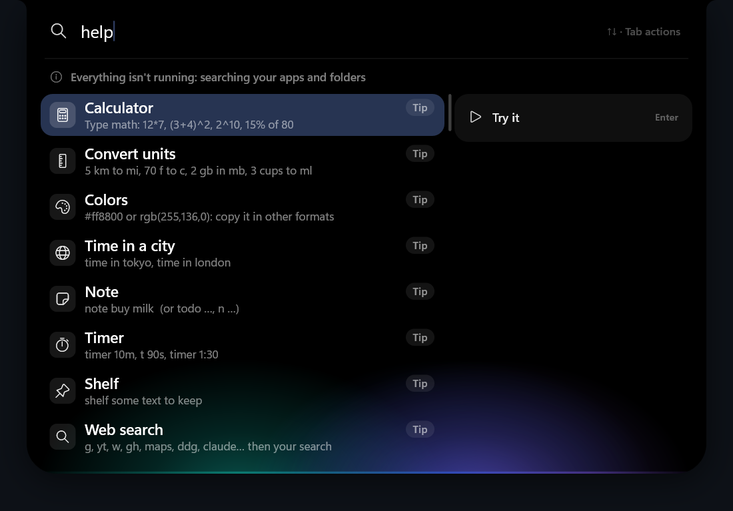 help
↑↓ · Tab actions
Everything isn't running: searching your apps and folders
Calculator
Tip
Type math: 12*7, (3+4)^2, 2^10, 15% of 80
Try it
Enter
Convert units
Tip
5 km to mi, 70 f to c, 2 gb in mb, 3 cups to ml
Colors
Tip
#ff8800 or rgb(255,136,0): copy it in other formats
Time in a city
Tip
time in tokyo, time in london
Note
Tip
note buy milk  (or todo ..., n ...)
Timer
Tip
timer 10m, t 90s, timer 1:30
Shelf
Tip
shelf some text to keep
Web search
Tip
g, yt, w, gh, maps, ddg, claude... then your search